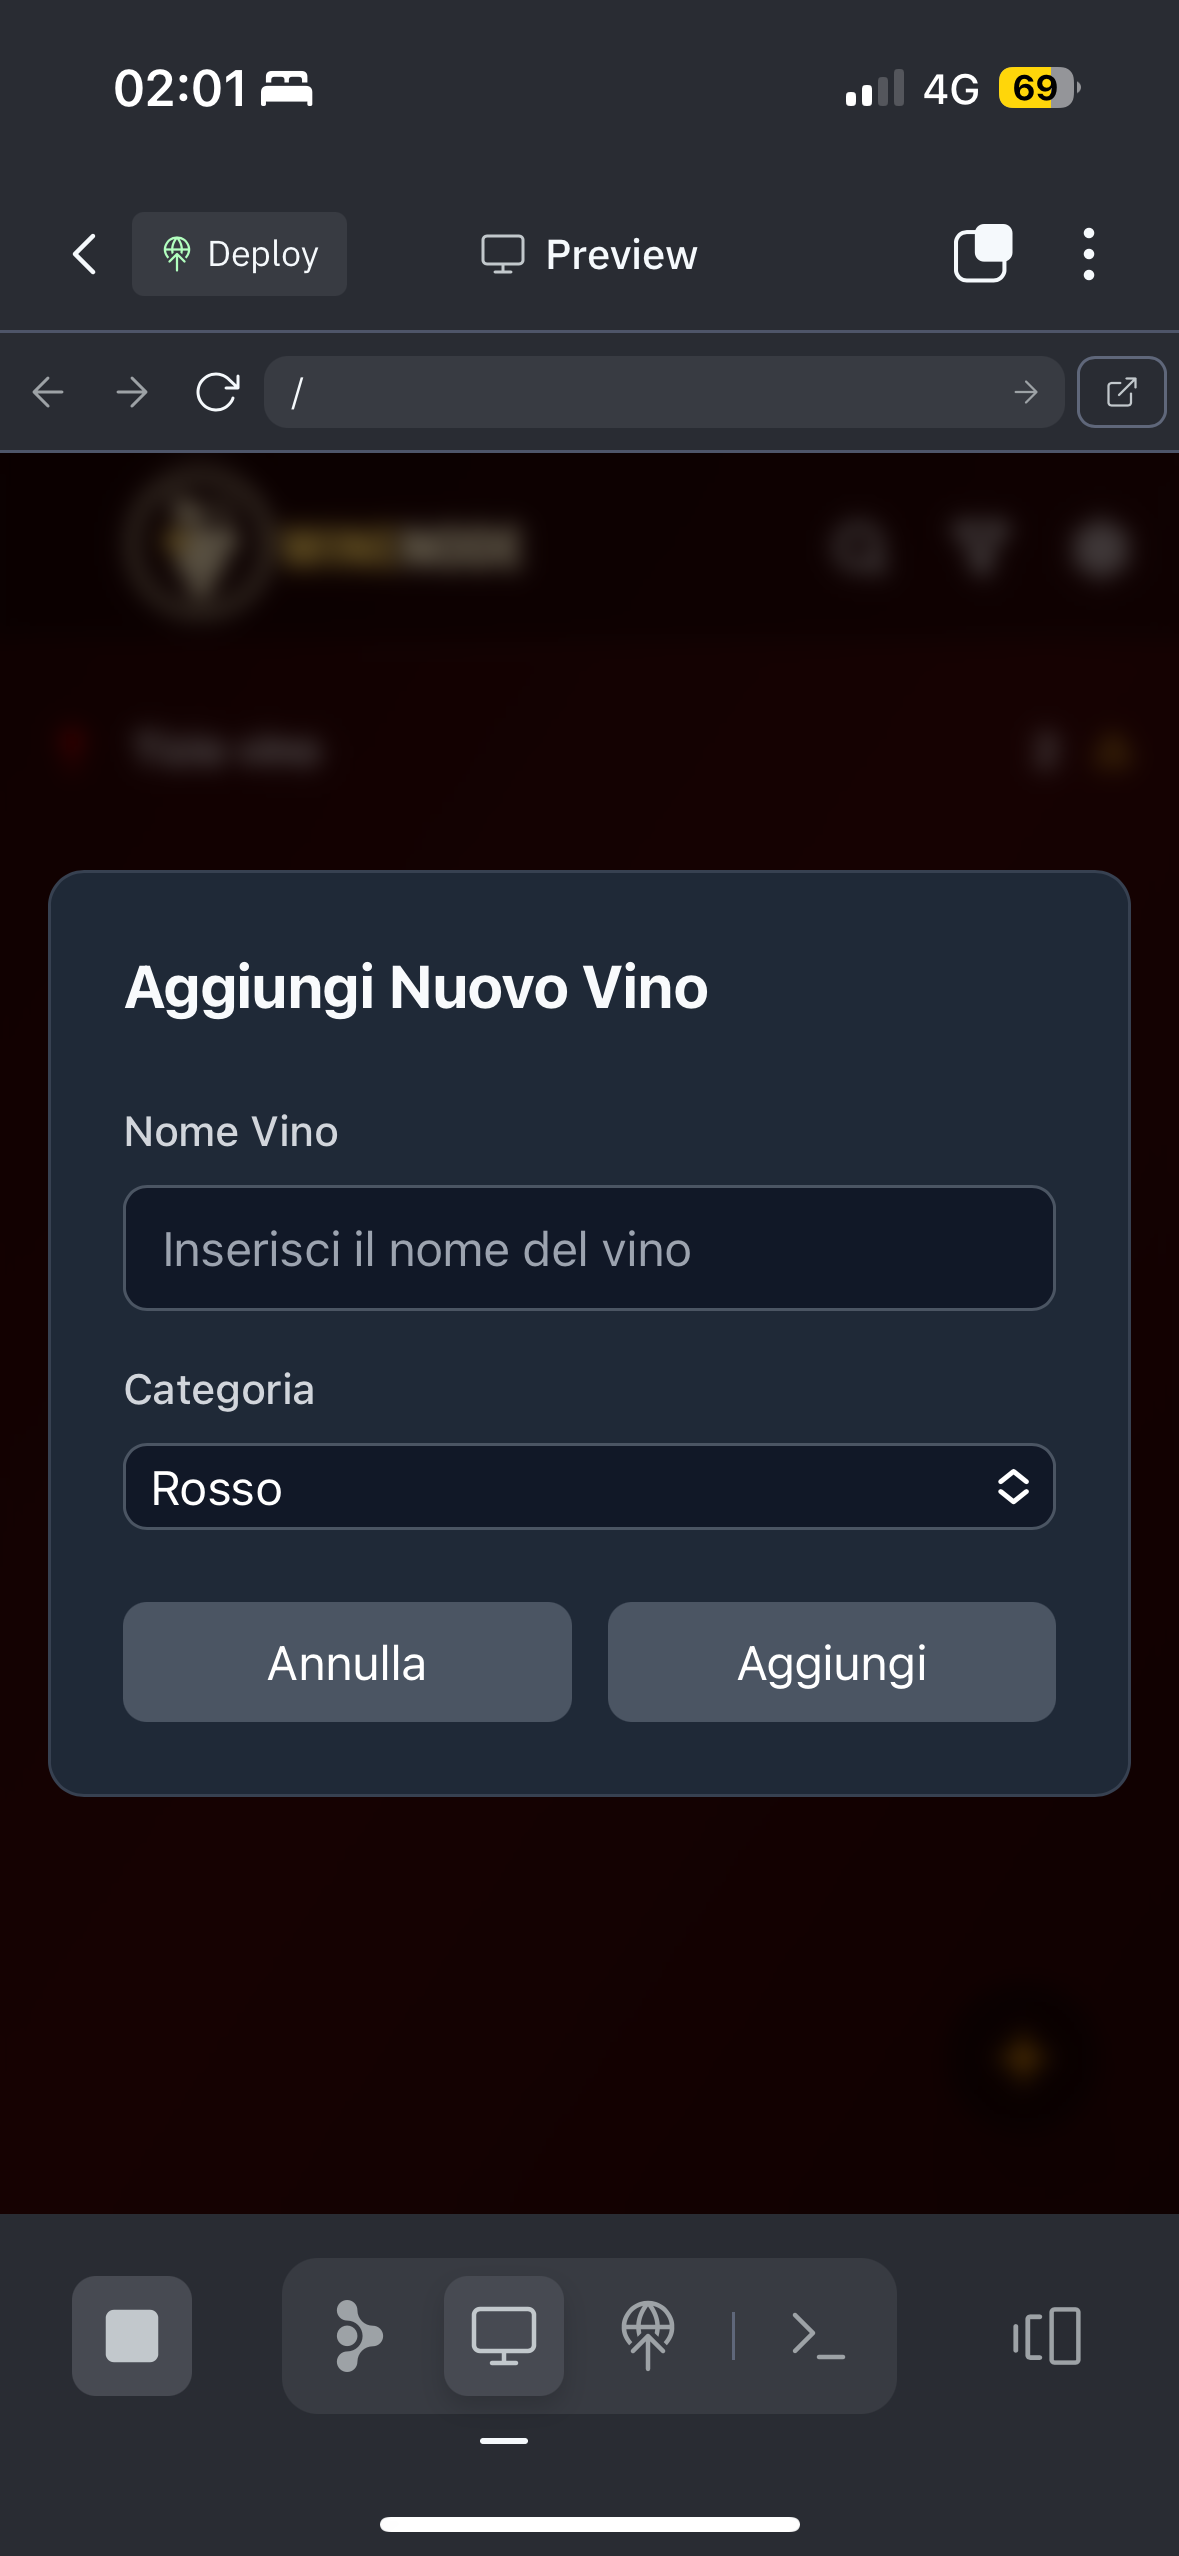 02:01
4G
69
Deploy
Preview
/
Aggiungi Nuovo Vino
Nome Vino
Inserisci il nome del vino
Categoria
Rosso
Annulla
Aggiungi